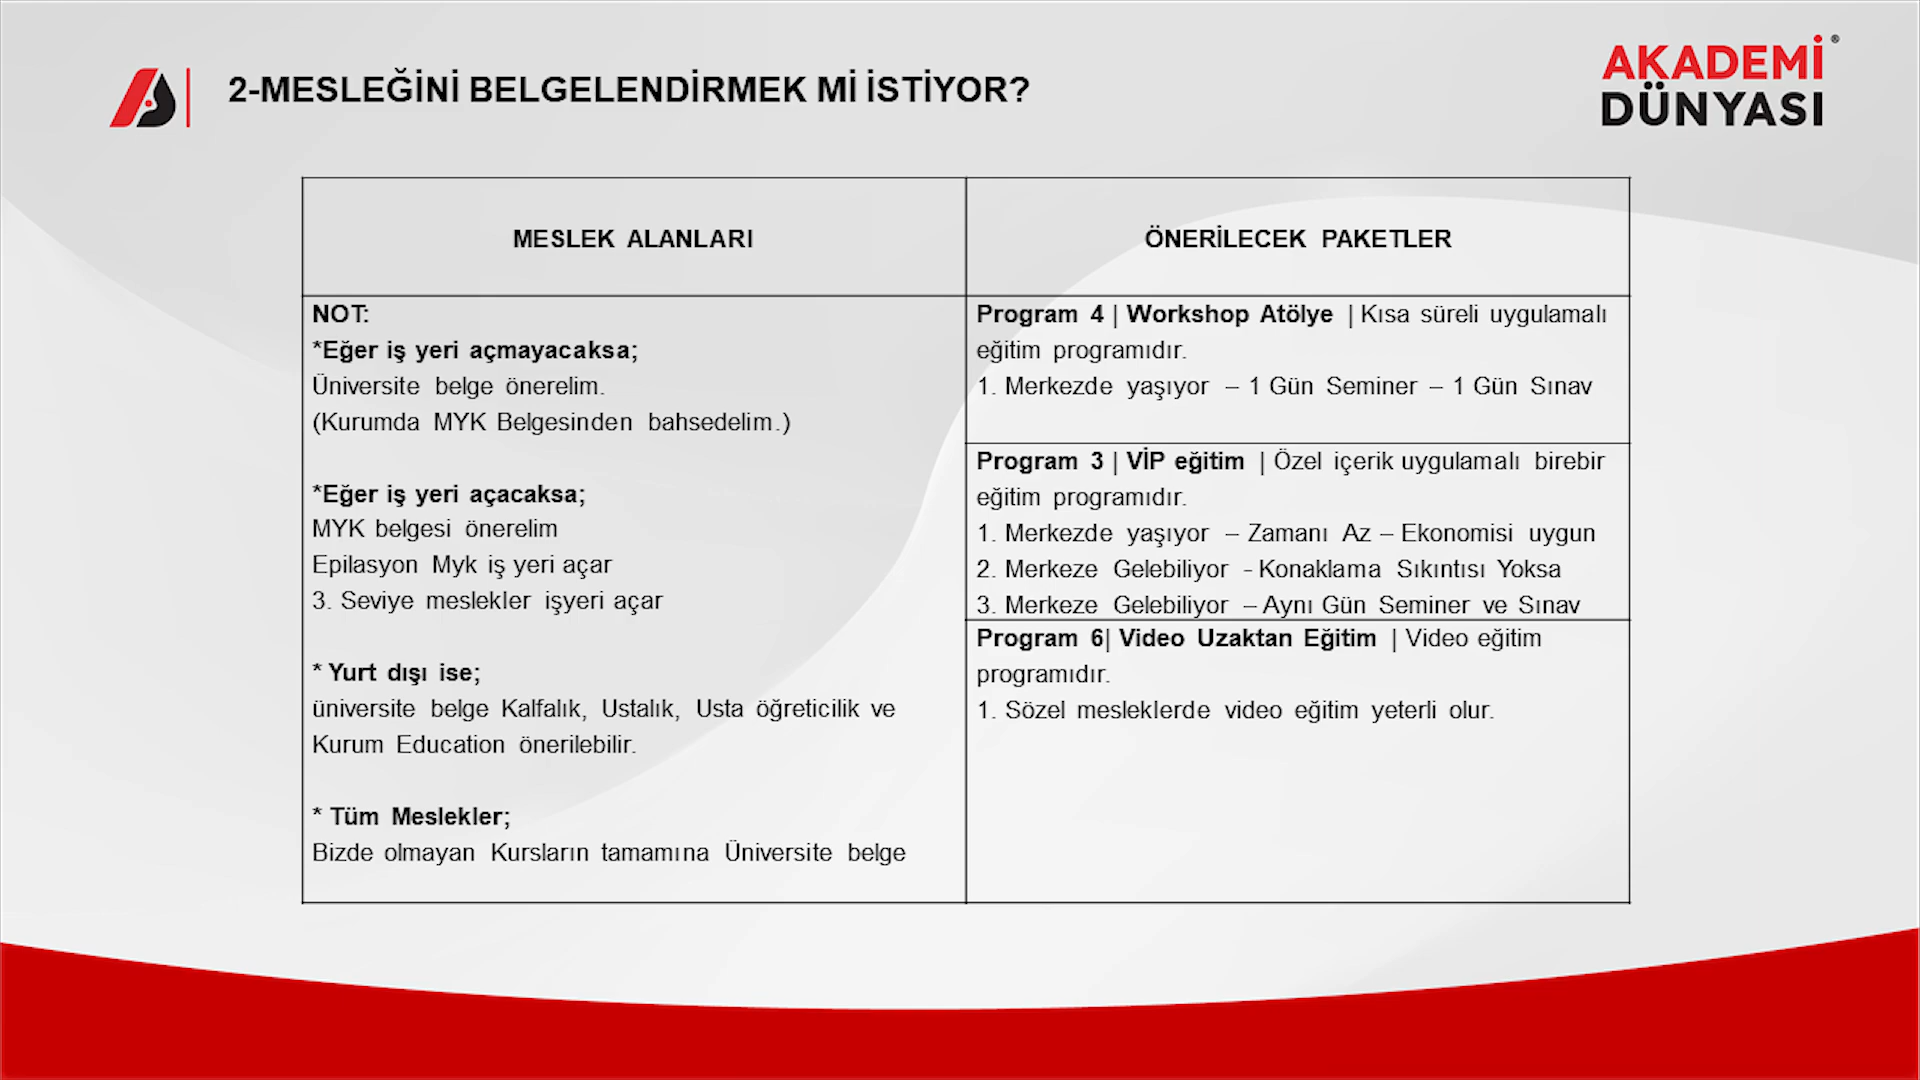 2-MESLEĞİNİ BELGELENDİRMEK Mİ İSTİYOR?
AKADEMİ®
DÜNYASI
MESLEK ALANLARI
ÖNERİLECEK PAKETLER
NOT:
*Eğer iş yeri açmayacaksa;
Üniversite belge önerelim.
(Kurumda MYK Belgesinden bahsedelim.)
*Eğer iş yeri açacaksa;
MYK belgesi önerelim
Epilasyon Myk iş yeri açar
3. Seviye meslekler işyeri açar
* Yurt dışı ise;
üniversite belge Kalfalık, Ustalık, Usta öğreticilik ve
Kurum Education önerilebilir.
* Tüm Meslekler;
Bizde olmayan Kursların tamamına Üniversite belge
Program 4 | Workshop Atölye | Kısa süreli uygulamalı
eğitim programıdır.
1. Merkezde yaşıyor – 1 Gün Seminer – 1 Gün Sınav
Program 3 | VİP eğitim | Özel içerik uygulamalı birebir
eğitim programıdır.
1. Merkezde yaşıyor – Zamanı Az – Ekonomisi uygun
2. Merkeze Gelebiliyor - Konaklama Sıkıntısı Yoksa
3. Merkeze Gelebiliyor – Aynı Gün Seminer ve Sınav
Program 6| Video Uzaktan Eğitim | Video eğitim
programıdır.
1. Sözel mesleklerde video eğitim yeterli olur.